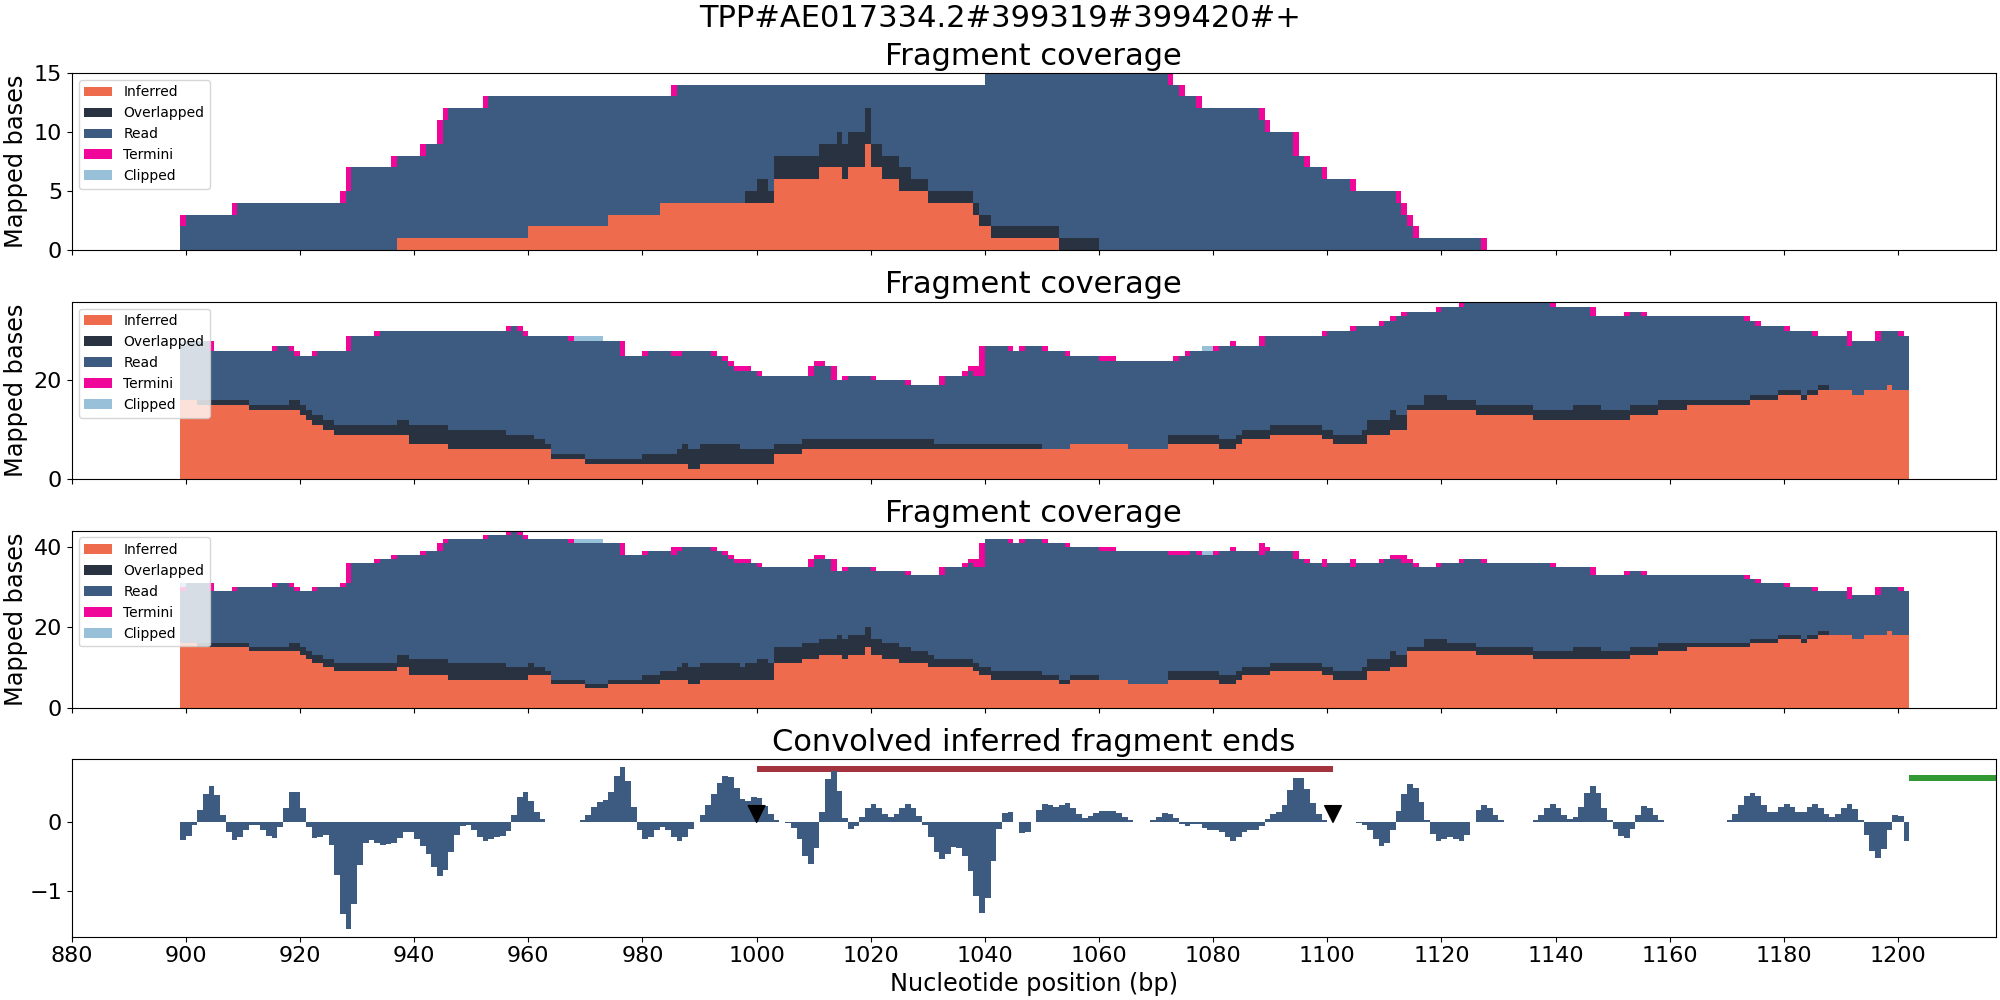 TPP#AE017334.2#399319#399420#+
Fragment coverage
Mapped bases
15
10
5
0
Inferred
Overlapped
Read
Termini
Clipped
Fragment coverage
Mapped bases
20
0
Inferred
Overlapped
Read
Termini
Clipped
Fragment coverage
Mapped bases
40
20
0
Inferred
Overlapped
Read
Termini
Clipped
Convolved inferred fragment ends
0
−1
880 900 920 940 960 980 1000 1020 1040 1060 1080 1100 1120 1140 1160 1180 1200
Nucleotide position (bp)